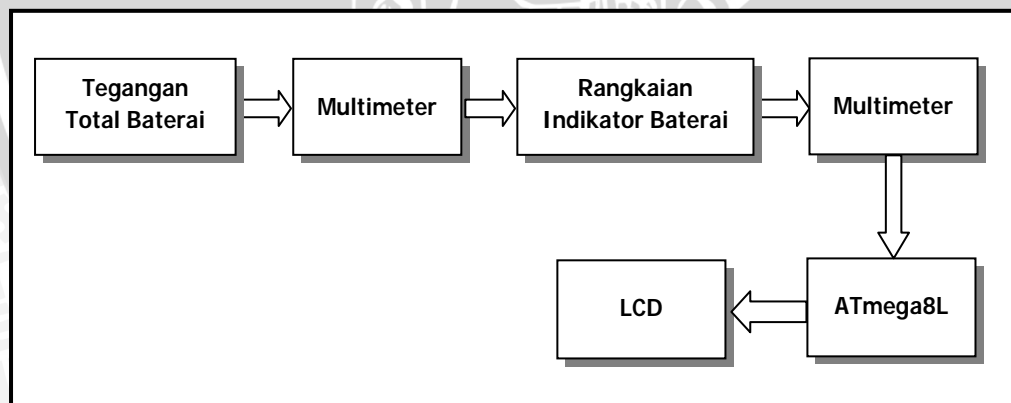 Tegangan
Total Baterai
Multimeter
Rangkaian
Indikator Baterai
Multimeter
LCD
ATmega8L